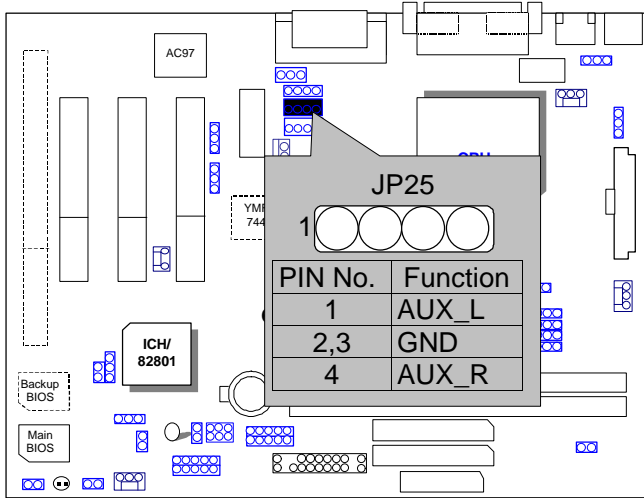 AC97
JP25
1
PIN No. Function
1 AUX_L
2,3 GND
4 AUX_R
ICH/
82801
Backup
BIOS
Main
BIOS